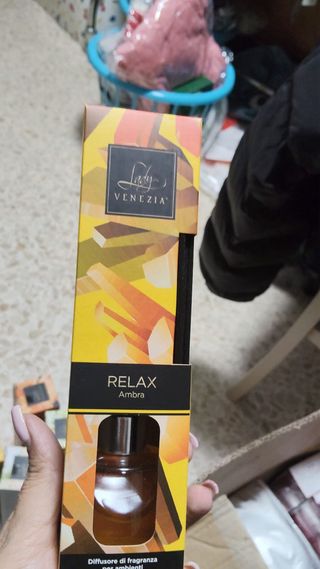 Lady
VENEZIA®
RELAX
Ambra
Diffusore di fragranza
per ambienti